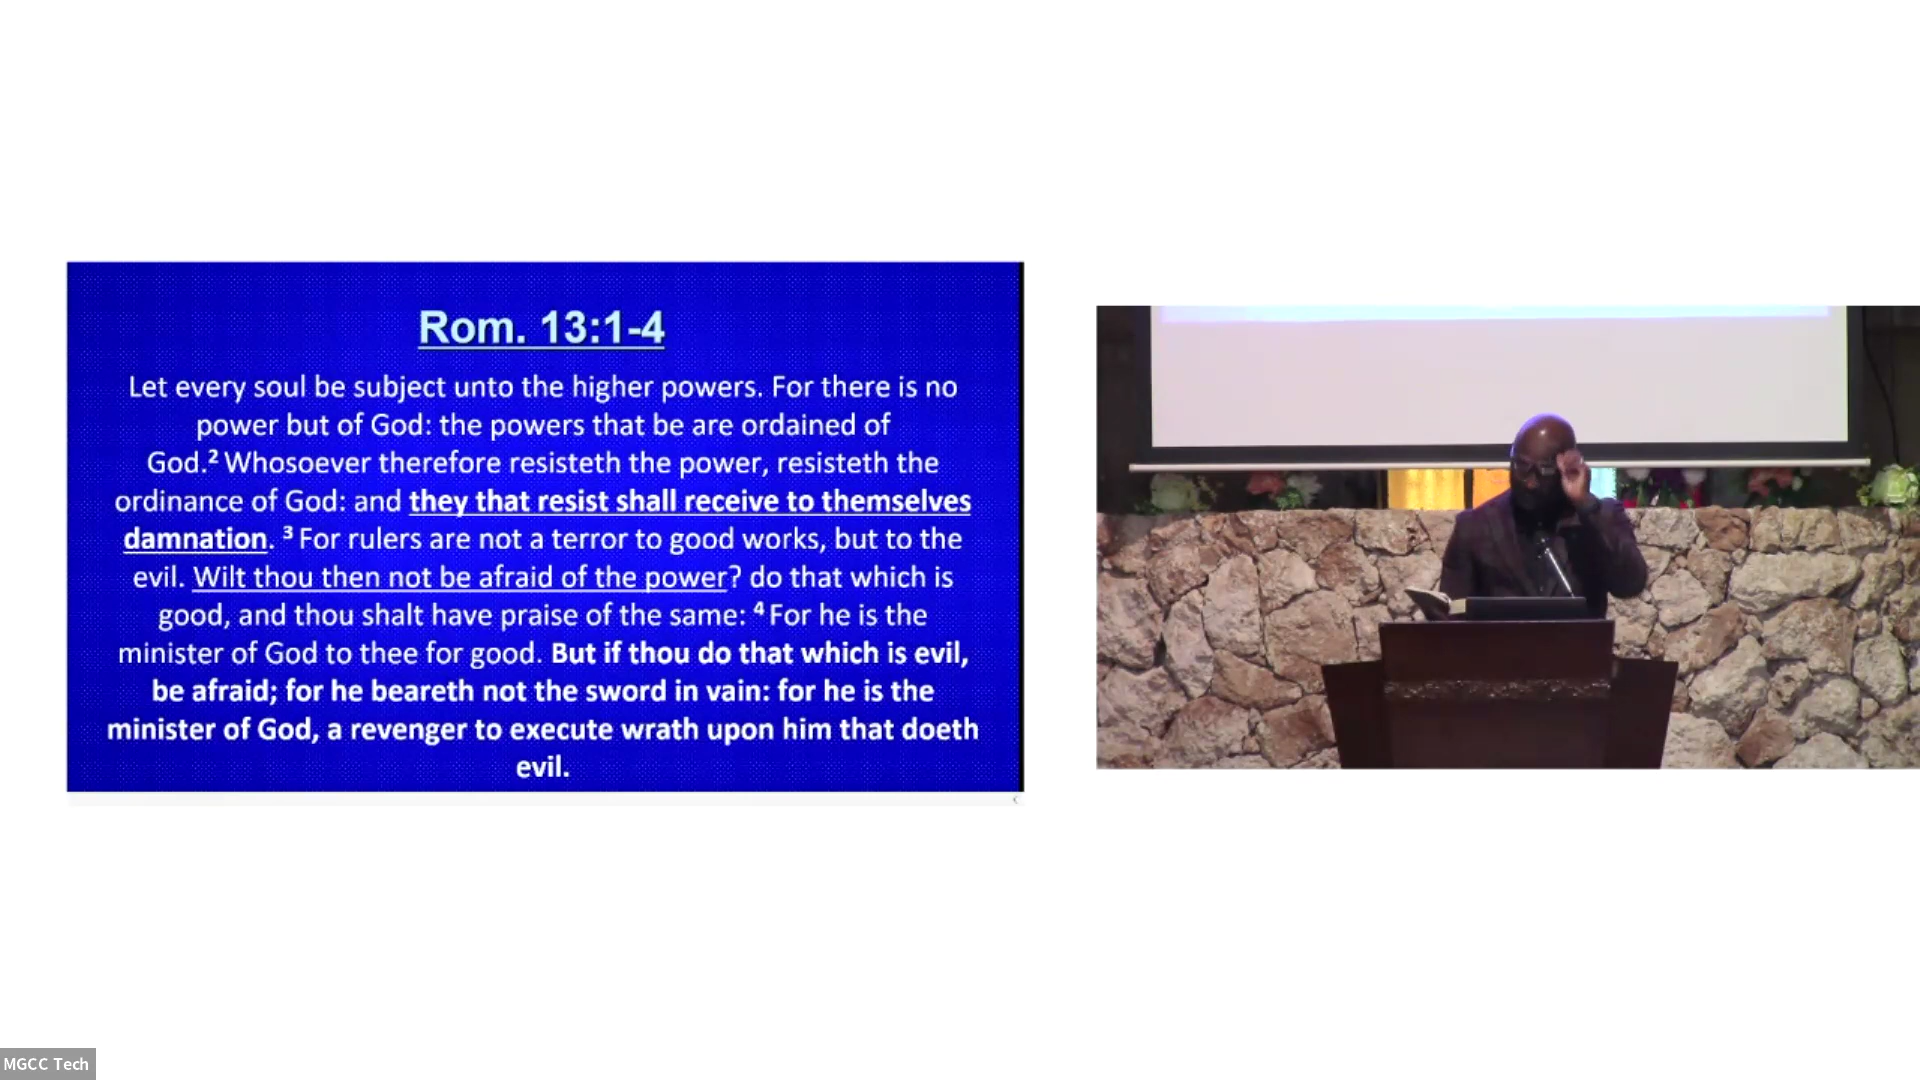 Rom. 13:1-4
Let every soul be subject unto the higher powers. For there is no
power but of God: the powers that be are ordained of
God.² Whosoever therefore resisteth the power, resisteth the
ordinance of God: and they that resist shall receive to themselves
damnation. ³ For rulers are not a terror to good works, but to the
evil. Wilt thou then not be afraid of the power? do that which is
good, and thou shalt have praise of the same: ⁴ For he is the
minister of God to thee for good. But if thou do that which is evil,
be afraid; for he beareth not the sword in vain: for he is the
minister of God, a revenger to execute wrath upon him that doeth
evil.
MGCC Tech